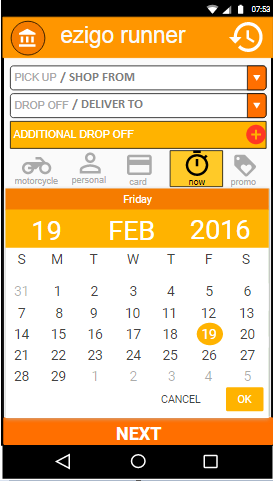 07:53
ezigo runner
PICK UP / SHOP FROM
DROP OFF / DELIVER TO
ADDITIONAL DROP OFF
motorcycle personal card now promo
Friday
19 FEB 2016
S M T W T F S
31 1 2 3 4 5 6
7 8 9 10 11 12 13
14 15 16 17 18 19 20
21 22 23 24 25 26 27
28 29 1 2 3 4 5
CANCEL OK
NEXT